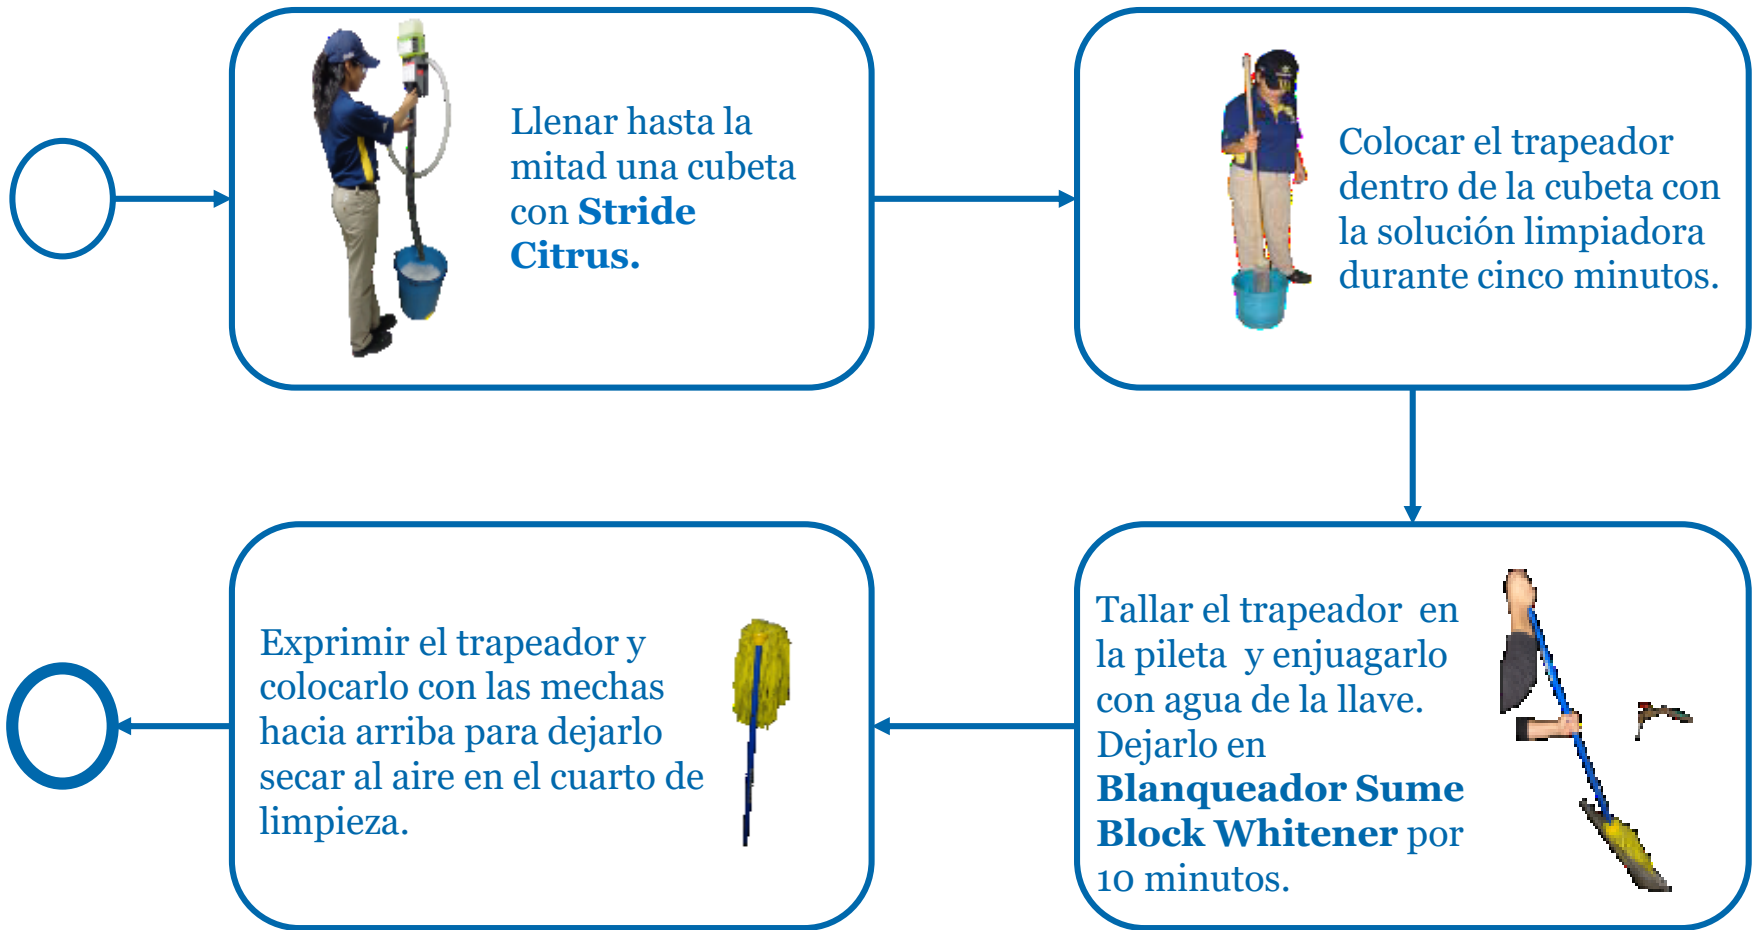 Llenar hasta la
mitad una cubeta
con Stride
Citrus.
Colocar el trapeador
dentro de la cubeta con
la solución limpiadora
durante cinco minutos.
Tallar el trapeador en
la pileta y enjuagarlo
con agua de la llave.
Dejarlo en
Blanqueador Sume
Block Whitener por
10 minutos.
Exprimir el trapeador y
colocarlo con las mechas
hacia arriba para dejarlo
secar al aire en el cuarto de
limpieza.